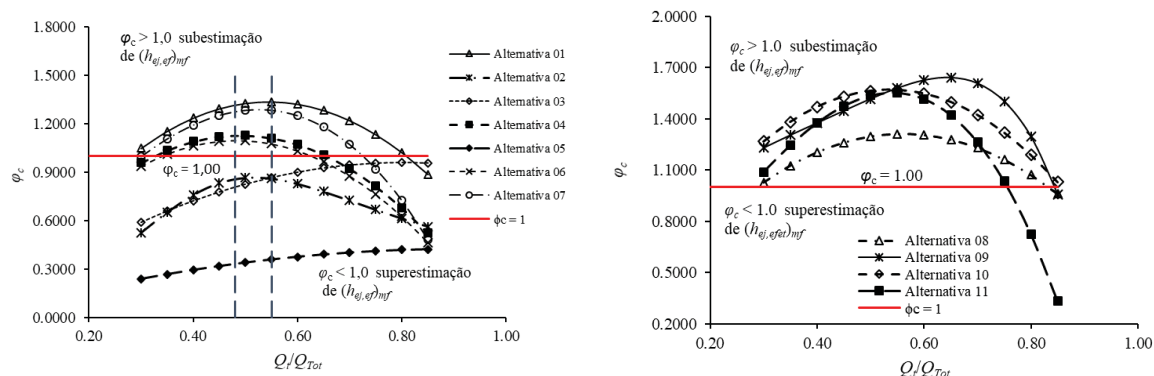 φc > 1,0 subestimação
de (hej,ef)mf
1.8000
1.5000
1.2000
0.9000
0.6000
0.3000
0.0000
φc
φc = 1,00
φc < 1,0 superestimação
de (hej,ef)mf
0.20
0.40
0.60
0.80
1.00
Qt/QTot
Alternativa 01
Alternativa 02
Alternativa 03
Alternativa 04
Alternativa 05
Alternativa 06
Alternativa 07
ϕc = 1
2.0000
1.7000
1.4000
1.1000
0.8000
0.5000
0.2000
φc
φc > 1.0 subestimação
de (hej,ef)mf
φc = 1.00
φc < 1.0 superestimação
de (hej,efet)mf
Alternativa 08
Alternativa 09
Alternativa 10
Alternativa 11
ϕc = 1
0.20
0.40
0.60
0.80
1.00
Qt/QTot